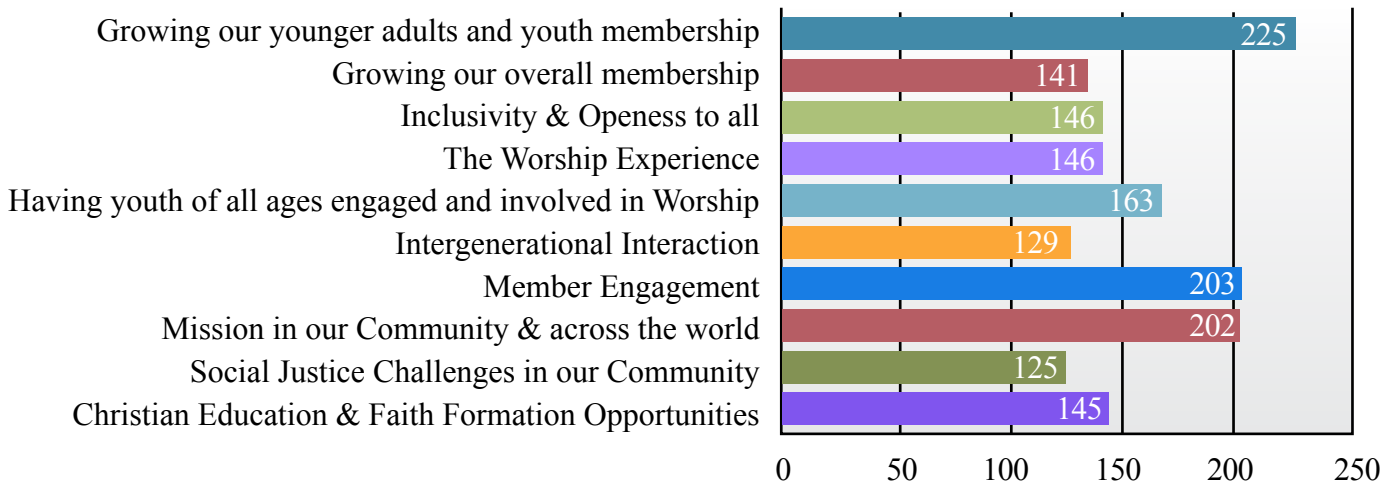 Growing our younger adults and youth membership 225
Growing our overall membership 141
Inclusivity & Openess to all 146
The Worship Experience 146
Having youth of all ages engaged and involved in Worship 163
Intergenerational Interaction 129
Member Engagement 203
Mission in our Community & across the world 202
Social Justice Challenges in our Community 125
Christian Education & Faith Formation Opportunities 145
0 50 100 150 200 250